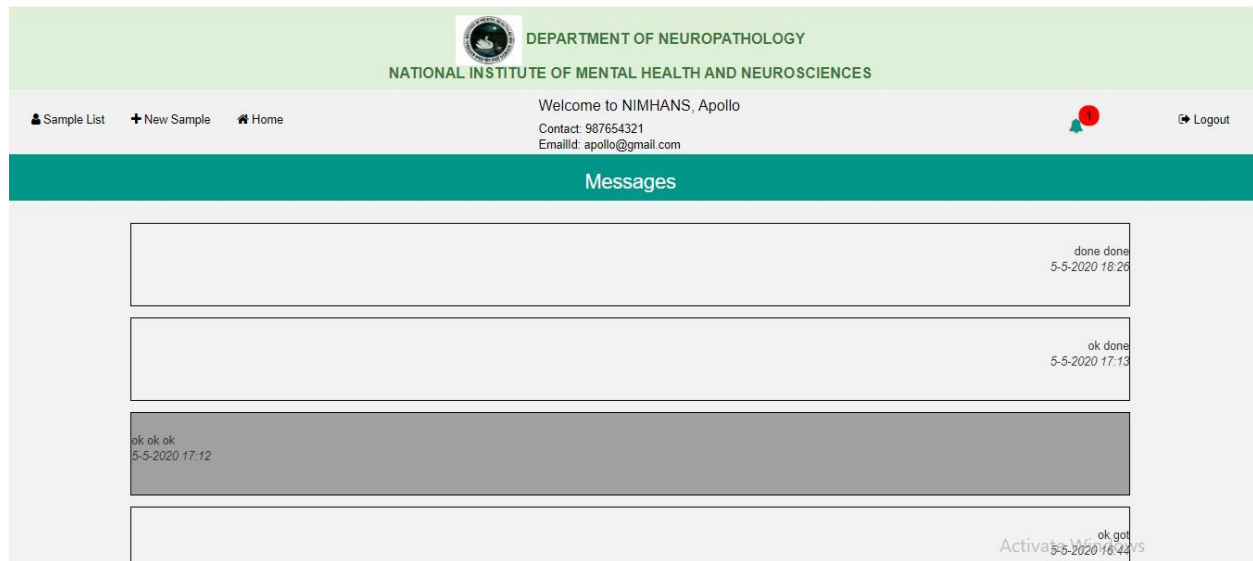 DEPARTMENT OF NEUROPATHOLOGY
NATIONAL INSTITUTE OF MENTAL HEALTH AND NEUROSCIENCES
Sample List
New Sample
Home
Welcome to NIMHANS, Apollo
Contact: 987654321
EmailId: apollo@gmail.com
1
Logout
Messages
done done
5-5-2020 18:26
ok done
5-5-2020 17:13
ok ok ok
5-5-2020 17:12
ok got
5-5-2020 16:44
Activate Windows